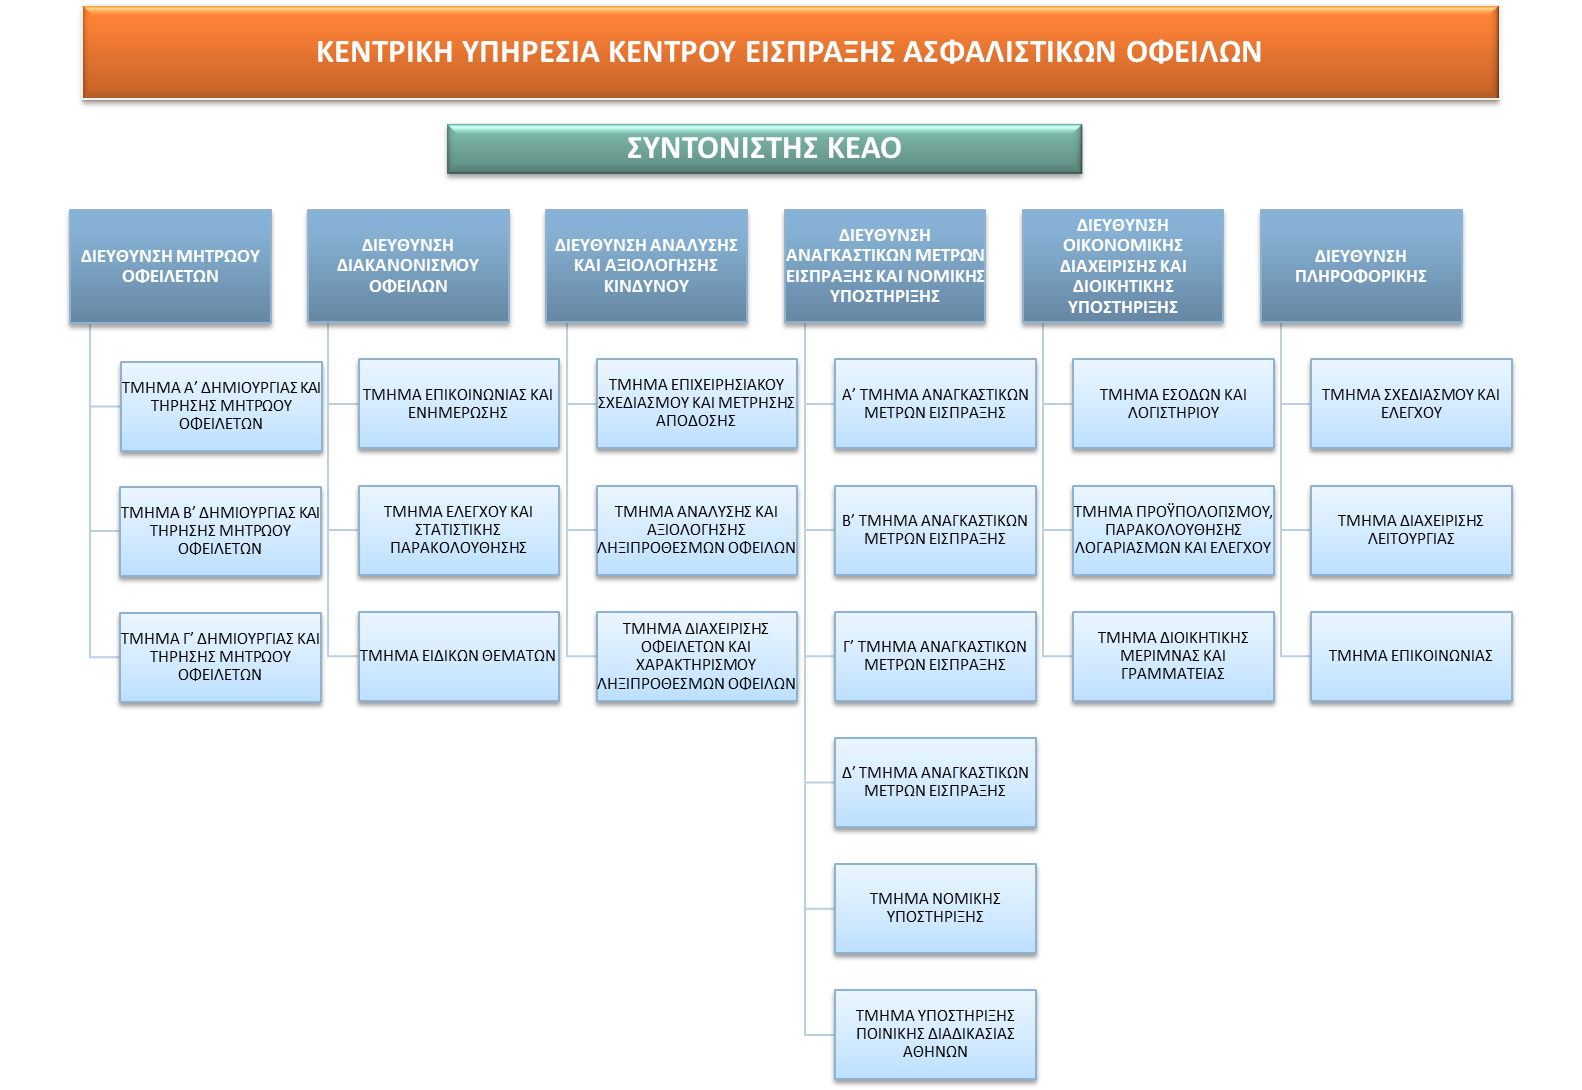 ΚΕΝΤΡΙΚΗ ΥΠΗΡΕΣΙΑ ΚΕΝΤΡΟΥ ΕΙΣΠΡΑΞΗΣ ΑΣΦΑΛΙΣΤΙΚΩΝ ΟΦΕΙΛΩΝ
ΣΥΝΤΟΝΙΣΤΗΣ ΚΕΑΟ
ΔΙΕΥΘΥΝΣΗ ΜΗΤΡΩΟΥ
ΟΦΕΙΛΕΤΩΝ
ΤΜΗΜΑ Α’ ΔΗΜΙΟΥΡΓΙΑΣ ΚΑΙ
ΤΗΡΗΣΗΣ ΜΗΤΡΩΟΥ
ΟΦΕΙΛΕΤΩΝ
ΤΜΗΜΑ Β’ ΔΗΜΙΟΥΡΓΙΑΣ ΚΑΙ
ΤΗΡΗΣΗΣ ΜΗΤΡΩΟΥ
ΟΦΕΙΛΕΤΩΝ
ΤΜΗΜΑ Γ’ ΔΗΜΙΟΥΡΓΙΑΣ ΚΑΙ
ΤΗΡΗΣΗΣ ΜΗΤΡΩΟΥ
ΟΦΕΙΛΕΤΩΝ
ΔΙΕΥΘΥΝΣΗ
ΔΙΑΚΑΝΟΝΙΣΜΟΥ
ΟΦΕΙΛΩΝ
ΤΜΗΜΑ ΕΠΙΚΟΙΝΩΝΙΑΣ ΚΑΙ
ΕΝΗΜΕΡΩΣΗΣ
ΤΜΗΜΑ ΕΛΕΓΧΟΥ ΚΑΙ
ΣΤΑΤΙΣΤΙΚΗΣ
ΠΑΡΑΚΟΛΟΥΘΗΣΗΣ
ΤΜΗΜΑ ΕΙΔΙΚΩΝ ΘΕΜΑΤΩΝ
ΔΙΕΥΘΥΝΣΗ ΑΝΑΛΥΣΗΣ
ΚΑΙ ΑΞΙΟΛΟΓΗΣΗΣ
ΚΙΝΔΥΝΟΥ
ΤΜΗΜΑ ΕΠΙΧΕΙΡΗΣΙΑΚΟΥ
ΣΧΕΔΙΑΣΜΟΥ ΚΑΙ ΜΕΤΡΗΣΗΣ
ΑΠΟΔΟΣΗΣ
ΤΜΗΜΑ ΑΝΑΛΥΣΗΣ ΚΑΙ
ΑΞΙΟΛΟΓΗΣΗΣ
ΛΗΞΙΠΡΟΘΕΣΜΩΝ ΟΦΕΙΛΩΝ
ΤΜΗΜΑ ΔΙΑΧΕΙΡΙΣΗΣ
ΟΦΕΙΛΕΤΩΝ ΚΑΙ
ΧΑΡΑΚΤΗΡΙΣΜΟΥ
ΛΗΞΙΠΡΟΘΕΣΜΩΝ ΟΦΕΙΛΩΝ
ΔΙΕΥΘΥΝΣΗ
ΑΝΑΓΚΑΣΤΙΚΩΝ ΜΕΤΡΩΝ
ΕΙΣΠΡΑΞΗΣ ΚΑΙ ΝΟΜΙΚΗΣ
ΥΠΟΣΤΗΡΙΞΗΣ
Α’ ΤΜΗΜΑ ΑΝΑΓΚΑΣΤΙΚΩΝ
ΜΕΤΡΩΝ ΕΙΣΠΡΑΞΗΣ
Β’ ΤΜΗΜΑ ΑΝΑΓΚΑΣΤΙΚΩΝ
ΜΕΤΡΩΝ ΕΙΣΠΡΑΞΗΣ
Γ’ ΤΜΗΜΑ ΑΝΑΓΚΑΣΤΙΚΩΝ
ΜΕΤΡΩΝ ΕΙΣΠΡΑΞΗΣ
Δ’ ΤΜΗΜΑ ΑΝΑΓΚΑΣΤΙΚΩΝ
ΜΕΤΡΩΝ ΕΙΣΠΡΑΞΗΣ
ΤΜΗΜΑ ΝΟΜΙΚΗΣ
ΥΠΟΣΤΗΡΙΞΗΣ
ΤΜΗΜΑ ΥΠΟΣΤΗΡΙΞΗΣ
ΠΟΙΝΙΚΗΣ ΔΙΑΔΙΚΑΣΙΑΣ
ΑΘΗΝΩΝ
ΔΙΕΥΘΥΝΣΗ
ΟΙΚΟΝΟΜΙΚΗΣ
ΔΙΑΧΕΙΡΙΣΗΣ ΚΑΙ
ΔΙΟΙΚΗΤΙΚΗΣ
ΥΠΟΣΤΗΡΙΞΗΣ
ΤΜΗΜΑ ΕΣΟΔΩΝ ΚΑΙ
ΛΟΓΙΣΤΗΡΙΟΥ
ΤΜΗΜΑ ΠΡΟΫΠΟΛΟΓΙΣΜΟΥ,
ΠΑΡΑΚΟΛΟΥΘΗΣΗΣ
ΛΟΓΑΡΙΑΣΜΩΝ ΚΑΙ ΕΛΕΓΧΟΥ
ΤΜΗΜΑ ΔΙΟΙΚΗΤΙΚΗΣ
ΜΕΡΙΜΝΑΣ ΚΑΙ
ΓΡΑΜΜΑΤΕΙΑΣ
ΔΙΕΥΘΥΝΣΗ
ΠΛΗΡΟΦΟΡΙΚΗΣ
ΤΜΗΜΑ ΣΧΕΔΙΑΣΜΟΥ ΚΑΙ
ΕΛΕΓΧΟΥ
ΤΜΗΜΑ ΔΙΑΧΕΙΡΙΣΗΣ
ΛΕΙΤΟΥΡΓΙΑΣ
ΤΜΗΜΑ ΕΠΙΚΟΙΝΩΝΙΑΣ